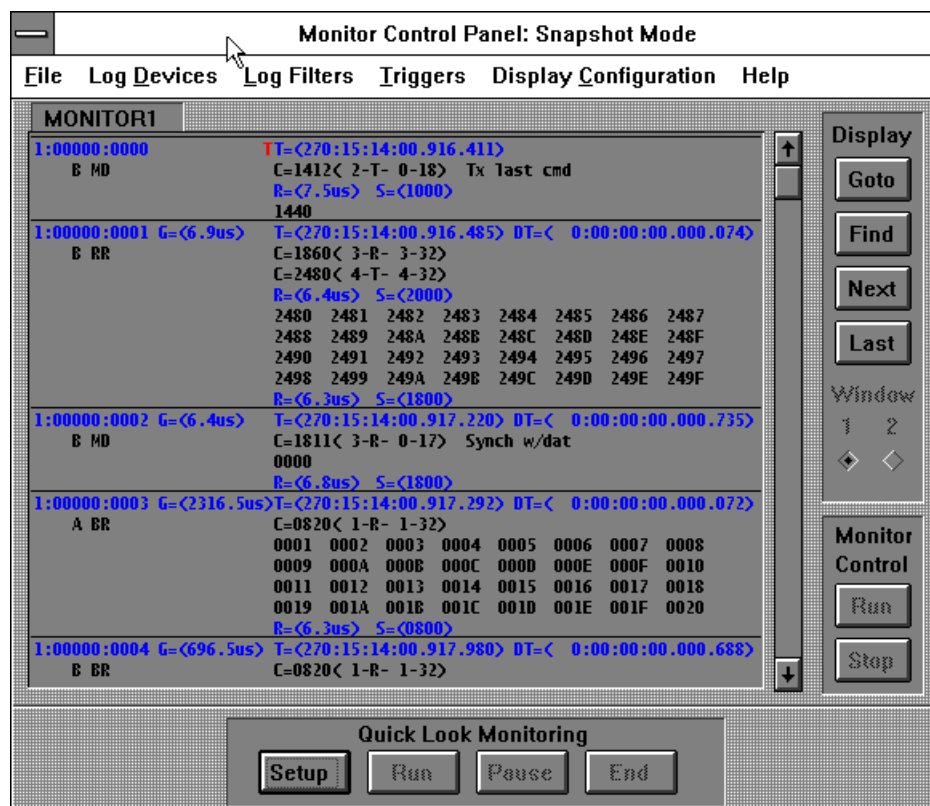 Monitor Control Panel: Snapshot Mode
File Log Devices Log Filters Triggers Display Configuration Help
MONITOR1
1:00000:0000 TT=(270:15:14:00.916.411)
B MD C=1412( 2-T- 0-18) Tx last cmd
R=(7.5us) S=(1000)
1440
1:00000:0001 G=(6.9us) T=(270:15:14:00.916.485) DT=( 0:00:00:00.000.074)
B RR C=1860( 3-R- 3-32)
C=2480( 4-T- 4-32)
R=(6.4us) S=(2000)
2480 2481 2482 2483 2484 2485 2486 2487
2488 2489 248A 248B 248C 248D 248E 248F
2490 2491 2492 2493 2494 2495 2496 2497
2498 2499 249A 249B 249C 249D 249E 249F
R=(6.3us) S=(1800)
1:00000:0002 G=(6.4us) T=(270:15:14:00.917.220) DT=( 0:00:00:00.000.735)
B MD C=1811( 3-R- 0-17) Synch w/dat
0000
R=(6.8us) S=(1800)
1:00000:0003 G=(2316.5us)T=(270:15:14:00.917.292) DT=( 0:00:00:00.000.072)
A BR C=0820( 1-R- 1-32)
0001 0002 0003 0004 0005 0006 0007 0008
0009 000A 000B 000C 000D 000E 000F 0010
0011 0012 0013 0014 0015 0016 0017 0018
0019 001A 001B 001C 001D 001E 001F 0020
R=(6.3us) S=(0800)
1:00000:0004 G=(696.5us) T=(270:15:14:00.917.980) DT=( 0:00:00:00.000.688)
B BR C=0820( 1-R- 1-32)
Display
Goto
Find
Next
Last
Window
1 2
Monitor
Control
Run
Stop
Quick Look Monitoring
Setup Run Pause End